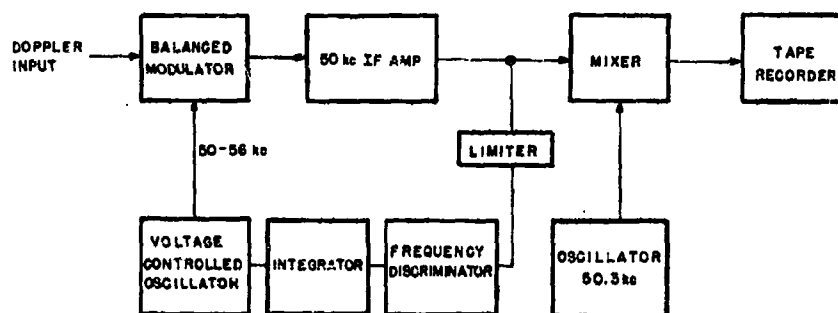 DOPPLER
INPUT
BALANCED
MODULATOR
50 kc IF AMP
MIXER
TAPE
RECORDER
50-56 kc
LIMITER
VOLTAGE
CONTROLLED
OSCILLATOR
INTEGRATOR
FREQUENCY
DISCRIMINATOR
OSCILLATOR
50.3 kc